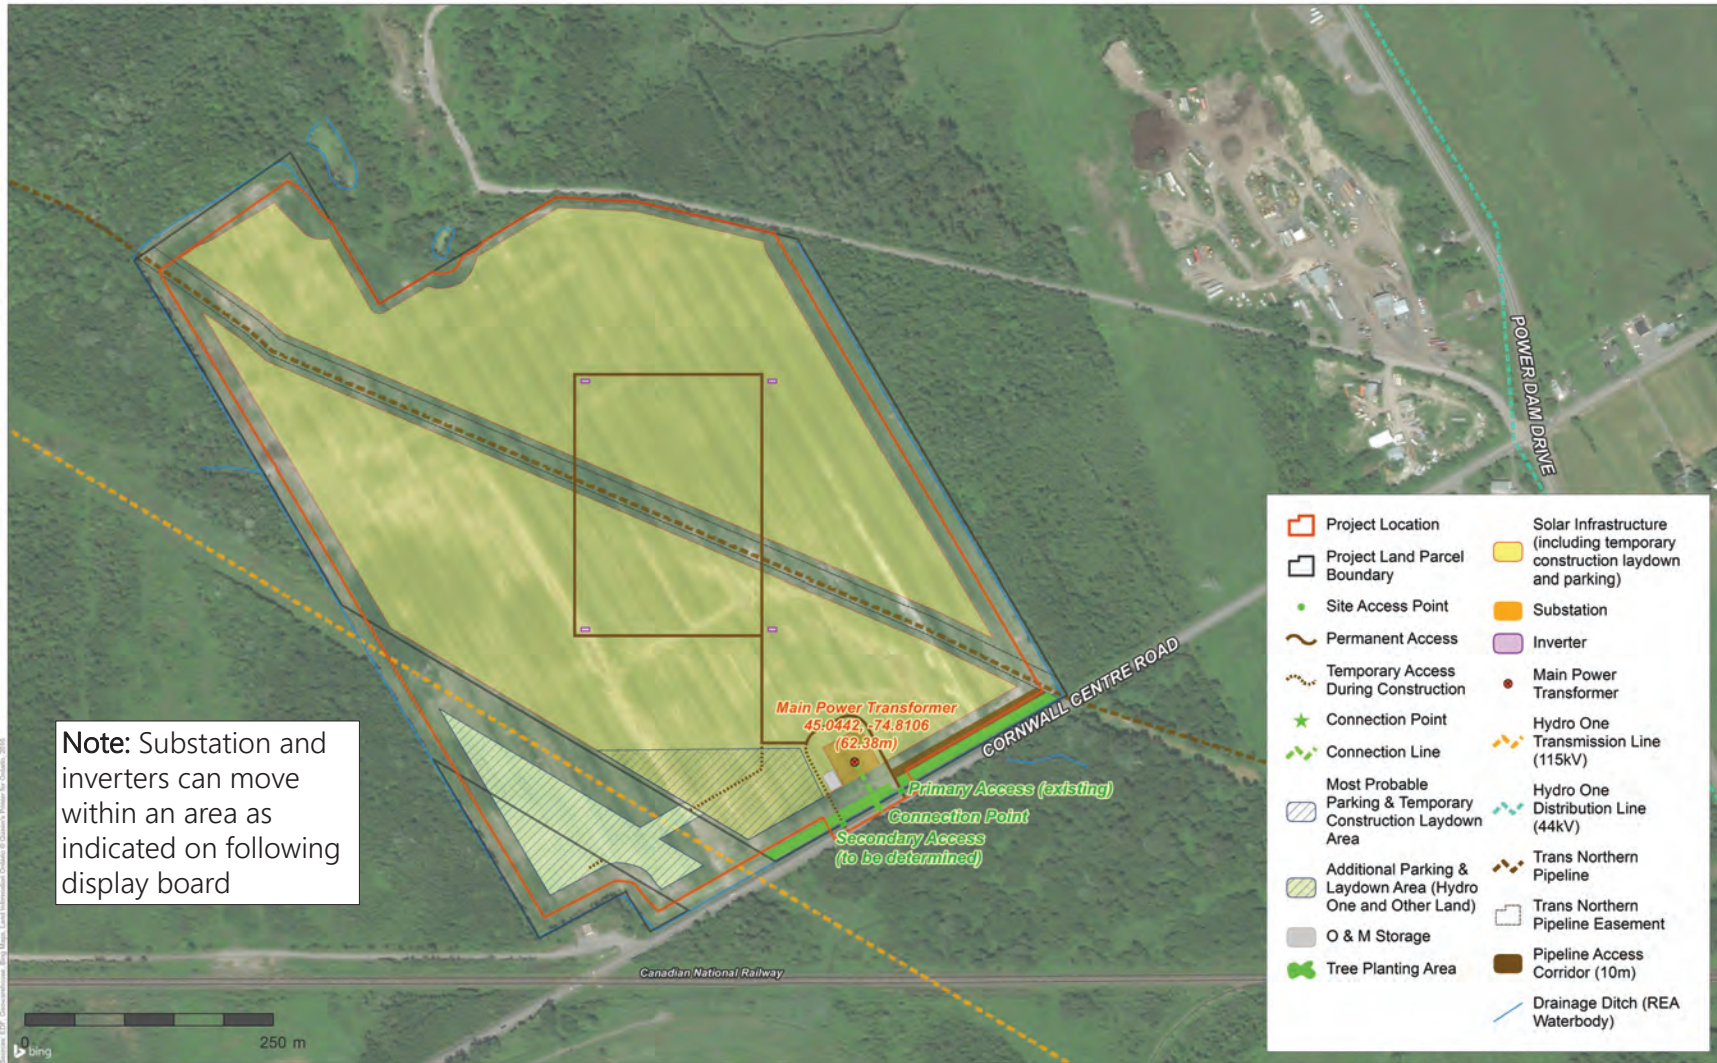 POWER DAM DRIVE
CORNWALL CENTRE ROAD
Main Power Transformer
45.0442, -74.8106
(62.38m)
Primary Access (existing)
Connection Point
Secondary Access
(to be determined)
Note: Substation and
inverters can move
within an area as
indicated on following
display board
Canadian National Railway
0
250 m
bing
Project Location
Project Land Parcel
Boundary
Site Access Point
Permanent Access
Temporary Access
During Construction
Connection Point
Connection Line
Most Probable
Parking & Temporary
Construction Laydown
Area
Additional Parking &
Laydown Area (Hydro
One and Other Land)
O & M Storage
Tree Planting Area
Solar Infrastructure
(including temporary
construction laydown
and parking)
Substation
Inverter
Main Power
Transformer
Hydro One
Transmission Line
(115kV)
Hydro One
Distribution Line
(44kV)
Trans Northern
Pipeline
Trans Northern
Pipeline Easement
Pipeline Access
Corridor (10m)
Drainage Ditch (REA
Waterbody)